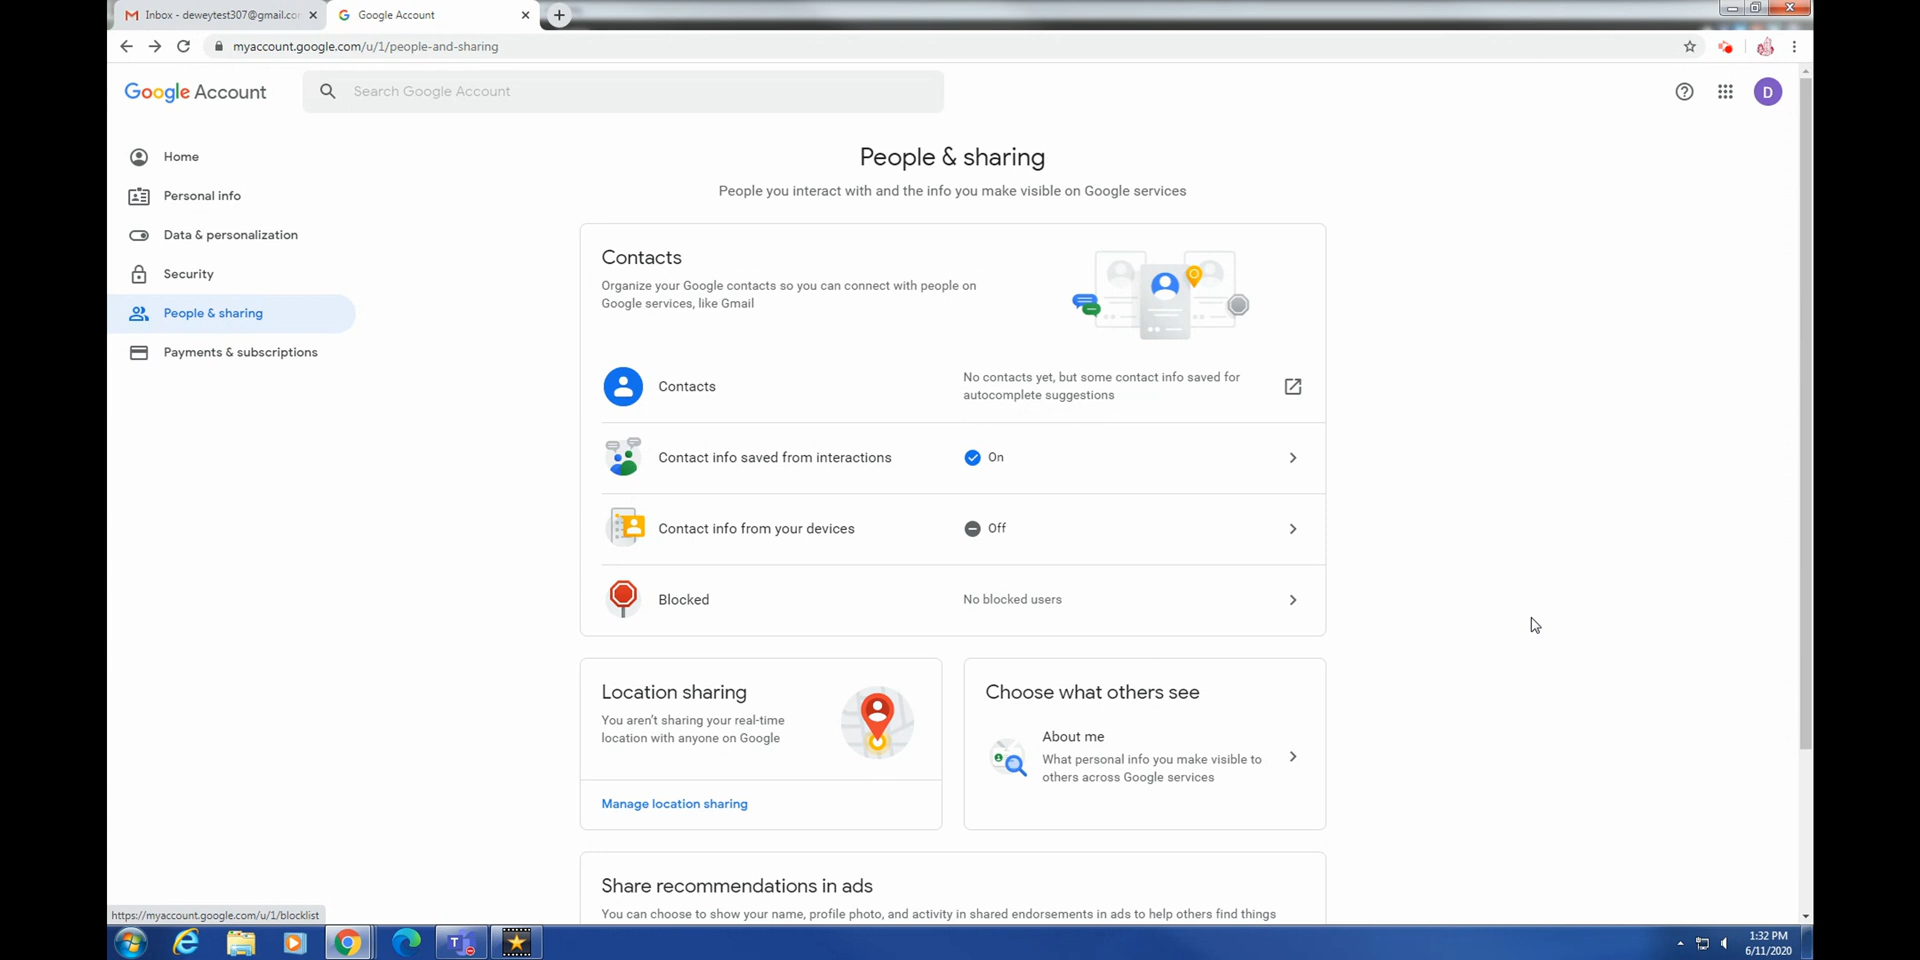 Inbox - deweytest307@gmail.co
Google Account
myaccount.google.com/u/1/people-and-sharing
Google Account
Search Google Account
D
Home
Personal info
Data & personalization
Security
People & sharing
Payments & subscriptions
People & sharing
People you interact with and the info you make visible on Google services
Contacts
Organize your Google contacts so you can connect with people on
Google services, like Gmail
Contacts
No contacts yet, but some contact info saved for
autocomplete suggestions
Contact info saved from interactions
On
Contact info from your devices
Off
Blocked
No blocked users
Location sharing
You aren't sharing your real-time
location with anyone on Google
Manage location sharing
Choose what others see
About me
What personal info you make visible to
others across Google services
Share recommendations in ads
You can choose to show your name, profile photo, and activity in shared endorsements in ads to help others find things
https://myaccount.google.com/u/1/blocklist
1:32 PM
6/11/2020